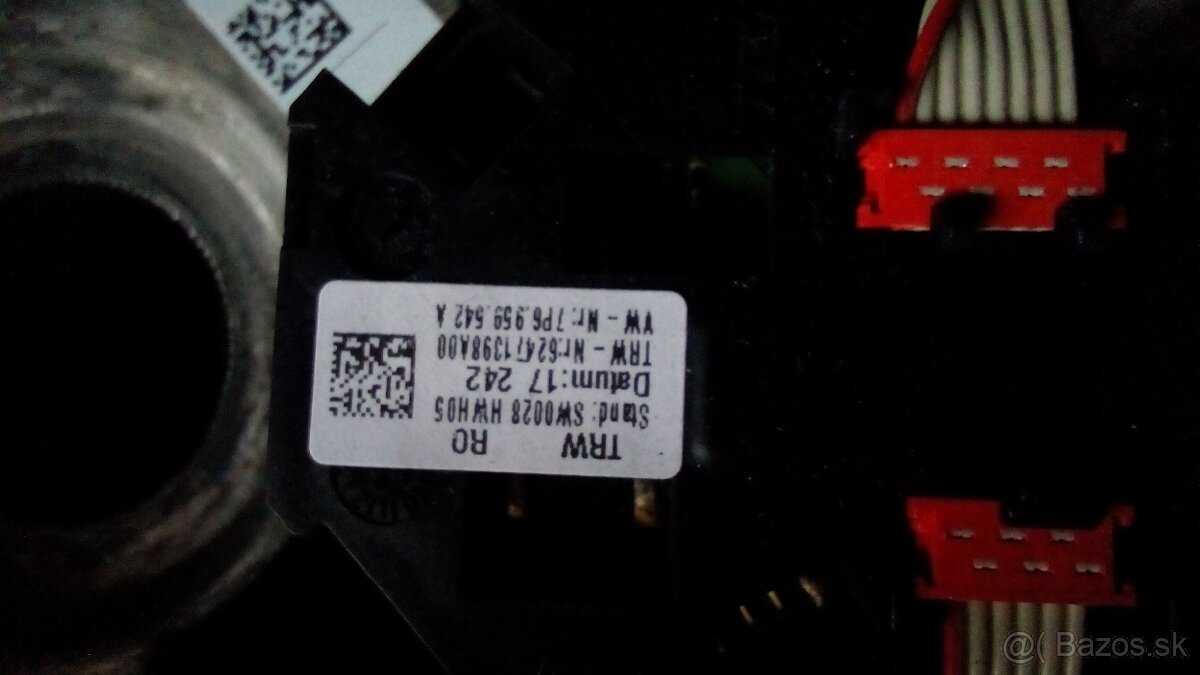 TRW RO
Stand: SW0028 HWH05
Datum:17 242
TRW - Nr:62471398A00
VW - Nr.:7P6.959.542 A
@( Bazos.sk